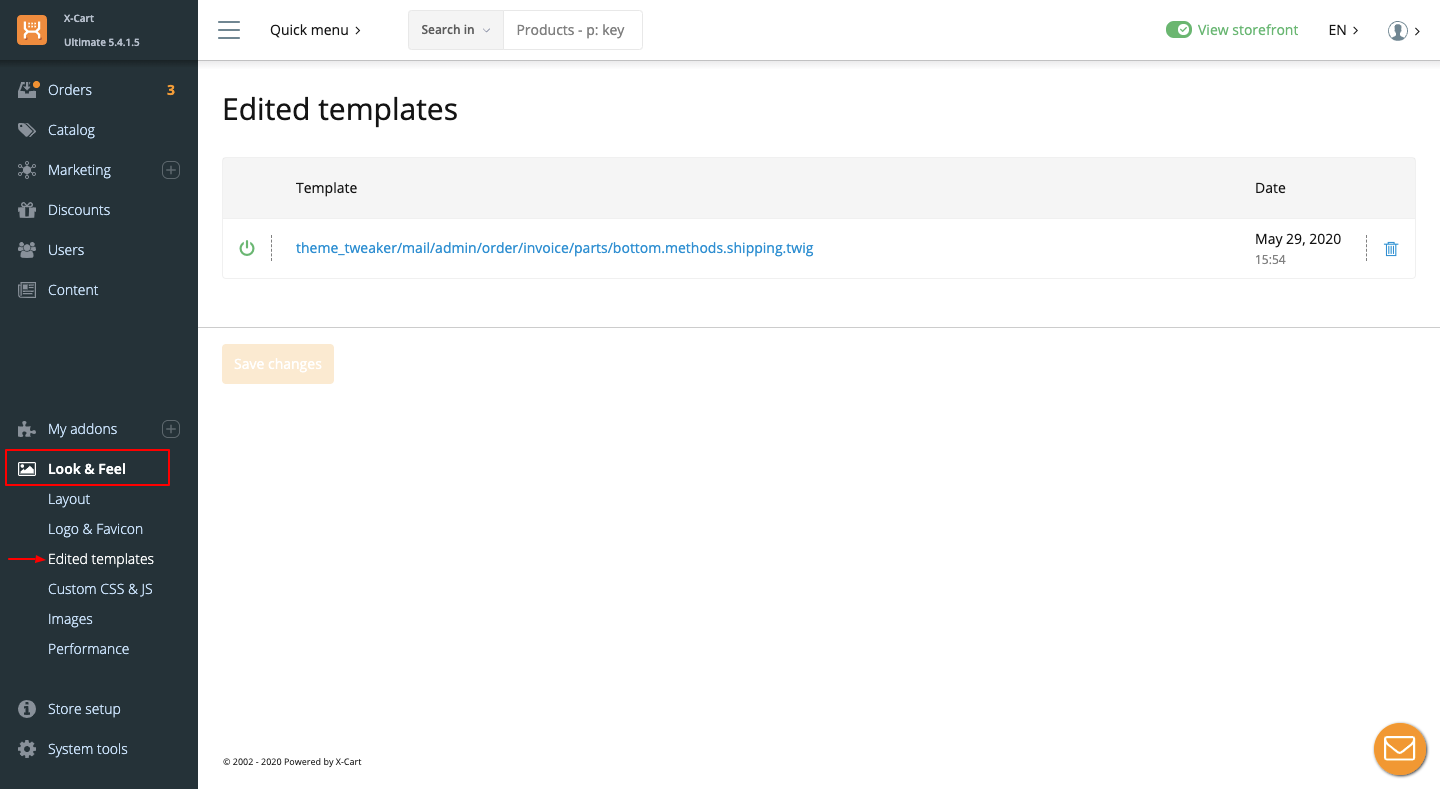 X-Cart
Ultimate 5.4.1.5
Quick menu
Search in
Products - p: key
View storefront
EN
Orders 3
Catalog
Marketing
Discounts
Users
Content
My addons
Look & Feel
Layout
Logo & Favicon
Edited templates
Custom CSS & JS
Images
Performance
Store setup
System tools
Edited templates
Template Date
theme_tweaker/mail/admin/order/invoice/parts/bottom.methods.shipping.twig May 29, 2020
15:54
Save changes
© 2002 - 2020 Powered by X-Cart